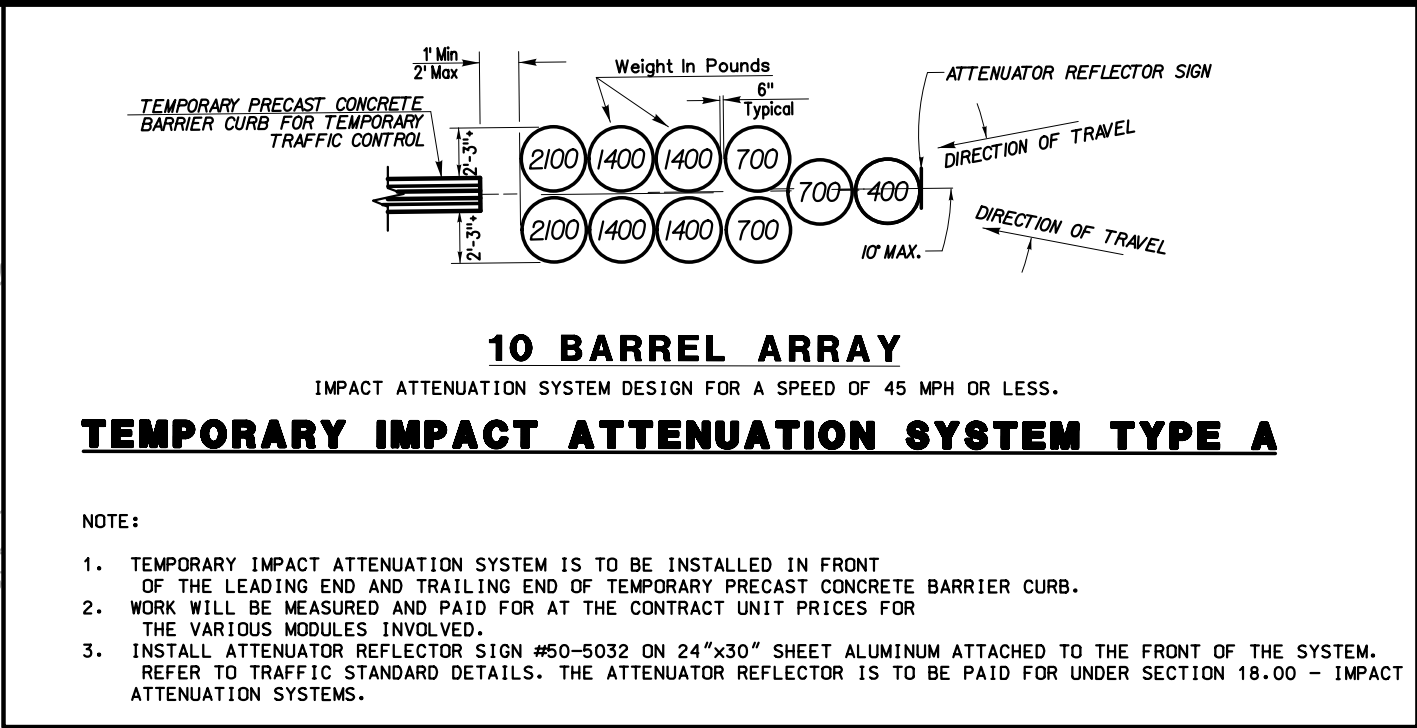 1' Min
2' Max
Weight In Pounds
6"
Typical
ATTENUATOR REFLECTOR SIGN
TEMPORARY PRECAST CONCRETE
BARRIER CURB FOR TEMPORARY
TRAFFIC CONTROL
DIRECTION OF TRAVEL
2'-3"+
2100 1400 1400 700
700 400
2'-3"+
2100 1400 1400 700
DIRECTION OF TRAVEL
10° MAX.
10 BARREL ARRAY
IMPACT ATTENUATION SYSTEM DESIGN FOR A SPEED OF 45 MPH OR LESS.
TEMPORARY IMPACT ATTENUATION SYSTEM TYPE A
NOTE:
1. TEMPORARY IMPACT ATTENUATION SYSTEM IS TO BE INSTALLED IN FRONT
OF THE LEADING END AND TRAILING END OF TEMPORARY PRECAST CONCRETE BARRIER CURB.
2. WORK WILL BE MEASURED AND PAID FOR AT THE CONTRACT UNIT PRICES FOR
THE VARIOUS MODULES INVOLVED.
3. INSTALL ATTENUATOR REFLECTOR SIGN #50-5032 ON 24"x30" SHEET ALUMINUM ATTACHED TO THE FRONT OF THE SYSTEM.
REFER TO TRAFFIC STANDARD DETAILS. THE ATTENUATOR REFLECTOR IS TO BE PAID FOR UNDER SECTION 18.00 - IMPACT
ATTENUATION SYSTEMS.